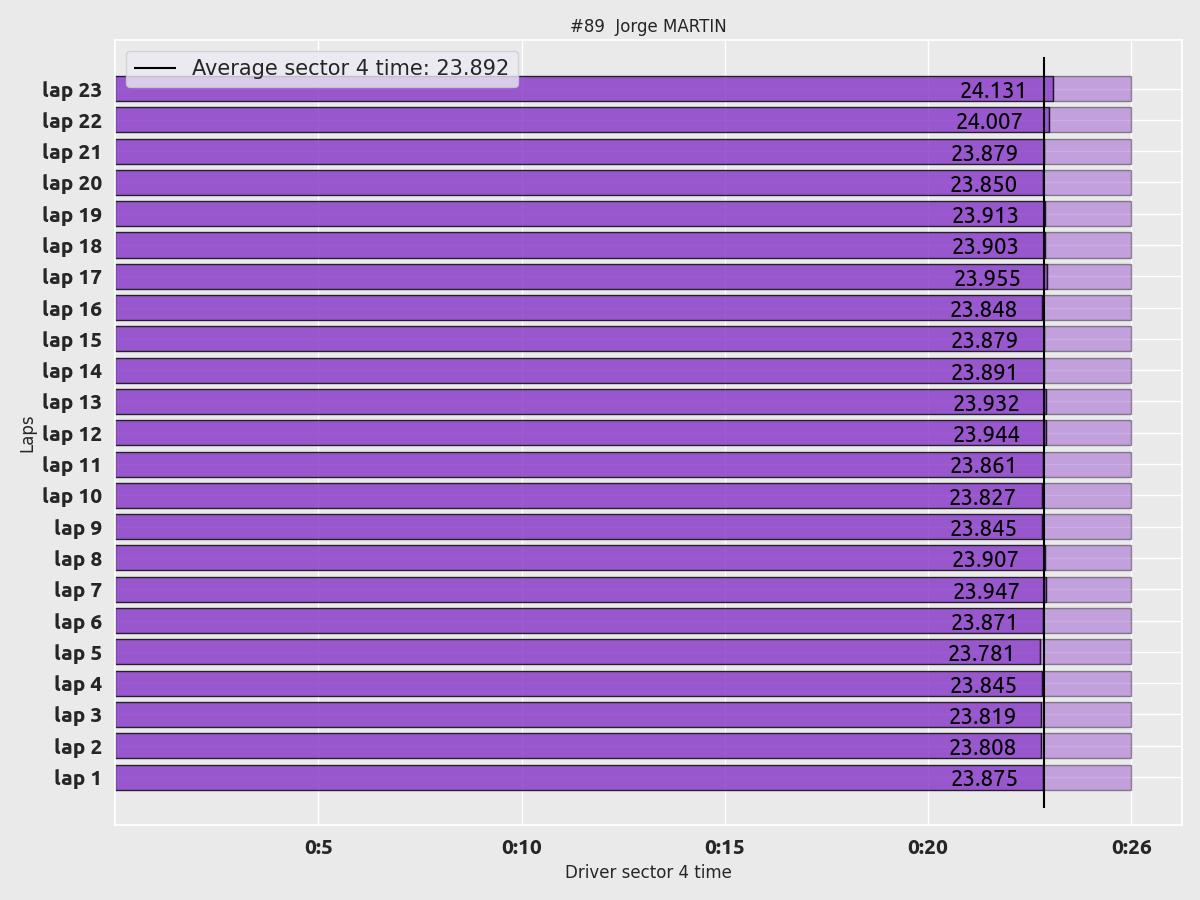 #89  Jorge MARTIN
Average sector 4 time: 23.892
lap 23 24.131
lap 22 24.007
lap 21 23.879
lap 20 23.850
lap 19 23.913
lap 18 23.903
lap 17 23.955
lap 16 23.848
lap 15 23.879
lap 14 23.891
lap 13 23.932
lap 12 23.944
lap 11 23.861
lap 10 23.827
lap 9 23.845
lap 8 23.907
lap 7 23.947
lap 6 23.871
lap 5 23.781
lap 4 23.845
lap 3 23.819
lap 2 23.808
lap 1 23.875
Laps
0:5 0:10 0:15 0:20 0:26
Driver sector 4 time